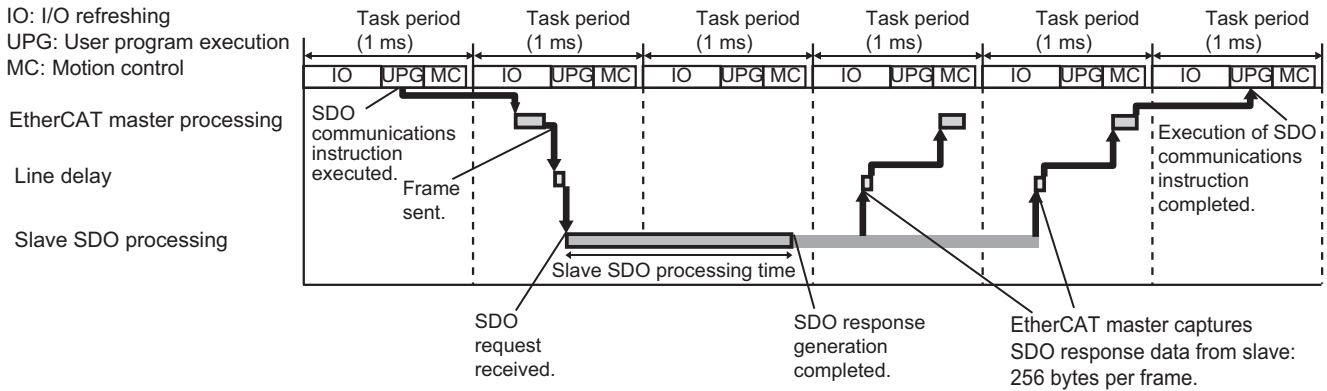 IO: I/O refreshing
UPG: User program execution
MC: Motion control
Task period
(1 ms)
Task period
(1 ms)
Task period
(1 ms)
Task period
(1 ms)
Task period
(1 ms)
Task period
(1 ms)
IO UPG MC IO UPG MC IO UPG MC IO UPG MC IO UPG MC IO UPG MC
EtherCAT master processing
Line delay
Slave SDO processing
SDO
communications
instruction
executed.
Frame
sent.
Execution of SDO
communications
instruction
completed.
Slave SDO processing time
SDO
request
received.
SDO response
generation
completed.
EtherCAT master captures
SDO response data from slave:
256 bytes per frame.